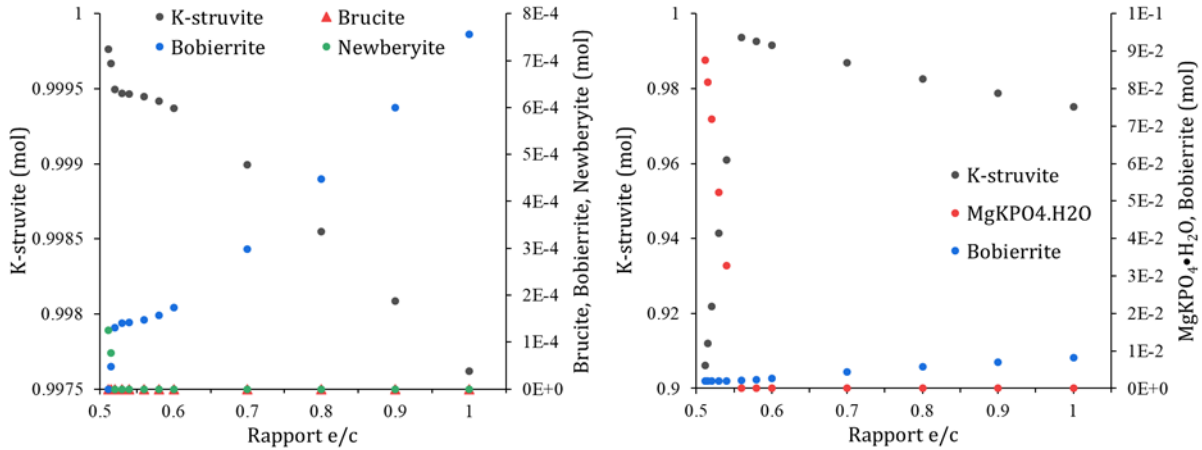 K-struvite
Brucite
Bobierrite
Newberyite
1
0.9995
0.999
0.9985
0.998
0.9975
K-struvite (mol)
8E-4
7E-4
6E-4
5E-4
4E-4
3E-4
2E-4
1E-4
0E+0
Brucite, Bobierrite, Newberyite (mol)
0.5
0.6
0.7
0.8
0.9
1
Rapport e/c
1
0.98
0.96
0.94
0.92
0.9
K-struvite (mol)
K-struvite
MgKPO4.H2O
Bobierrite
1E-1
9E-2
8E-2
7E-2
6E-2
5E-2
4E-2
3E-2
2E-2
1E-2
0E+0
MgKPO₄•H₂O, Bobierrite (mol)
0.5
0.6
0.7
0.8
0.9
1
Rapport e/c